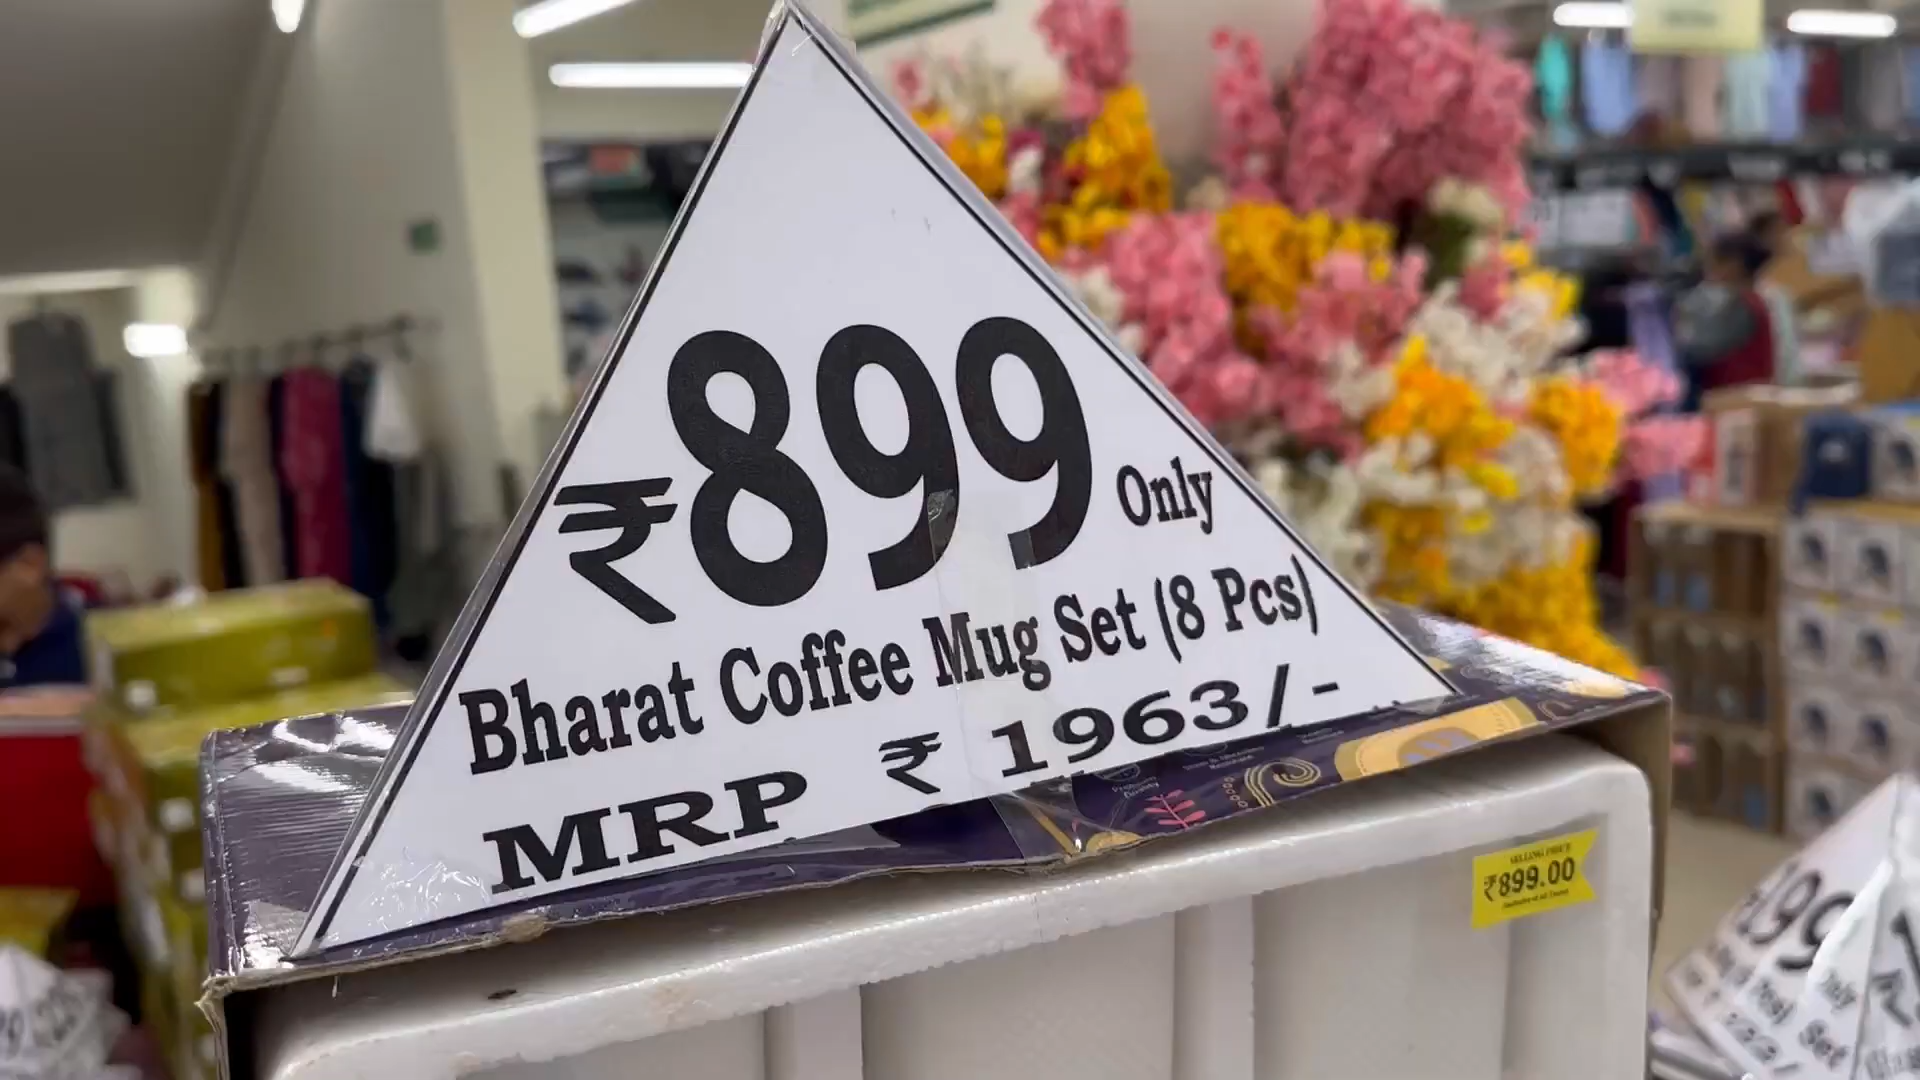 ₹899 Only
Bharat Coffee Mug Set (8 Pcs)
MRP ₹ 1963/-
SELLING PRICE
₹899.00